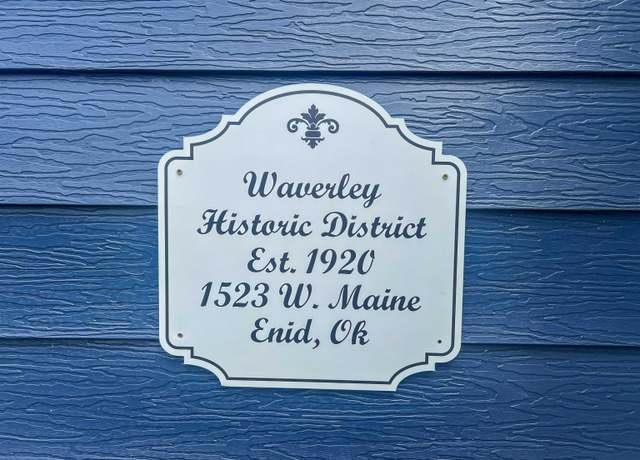 Waverley
Historic District
Est. 1920
1523 W. Maine
Enid, Ok